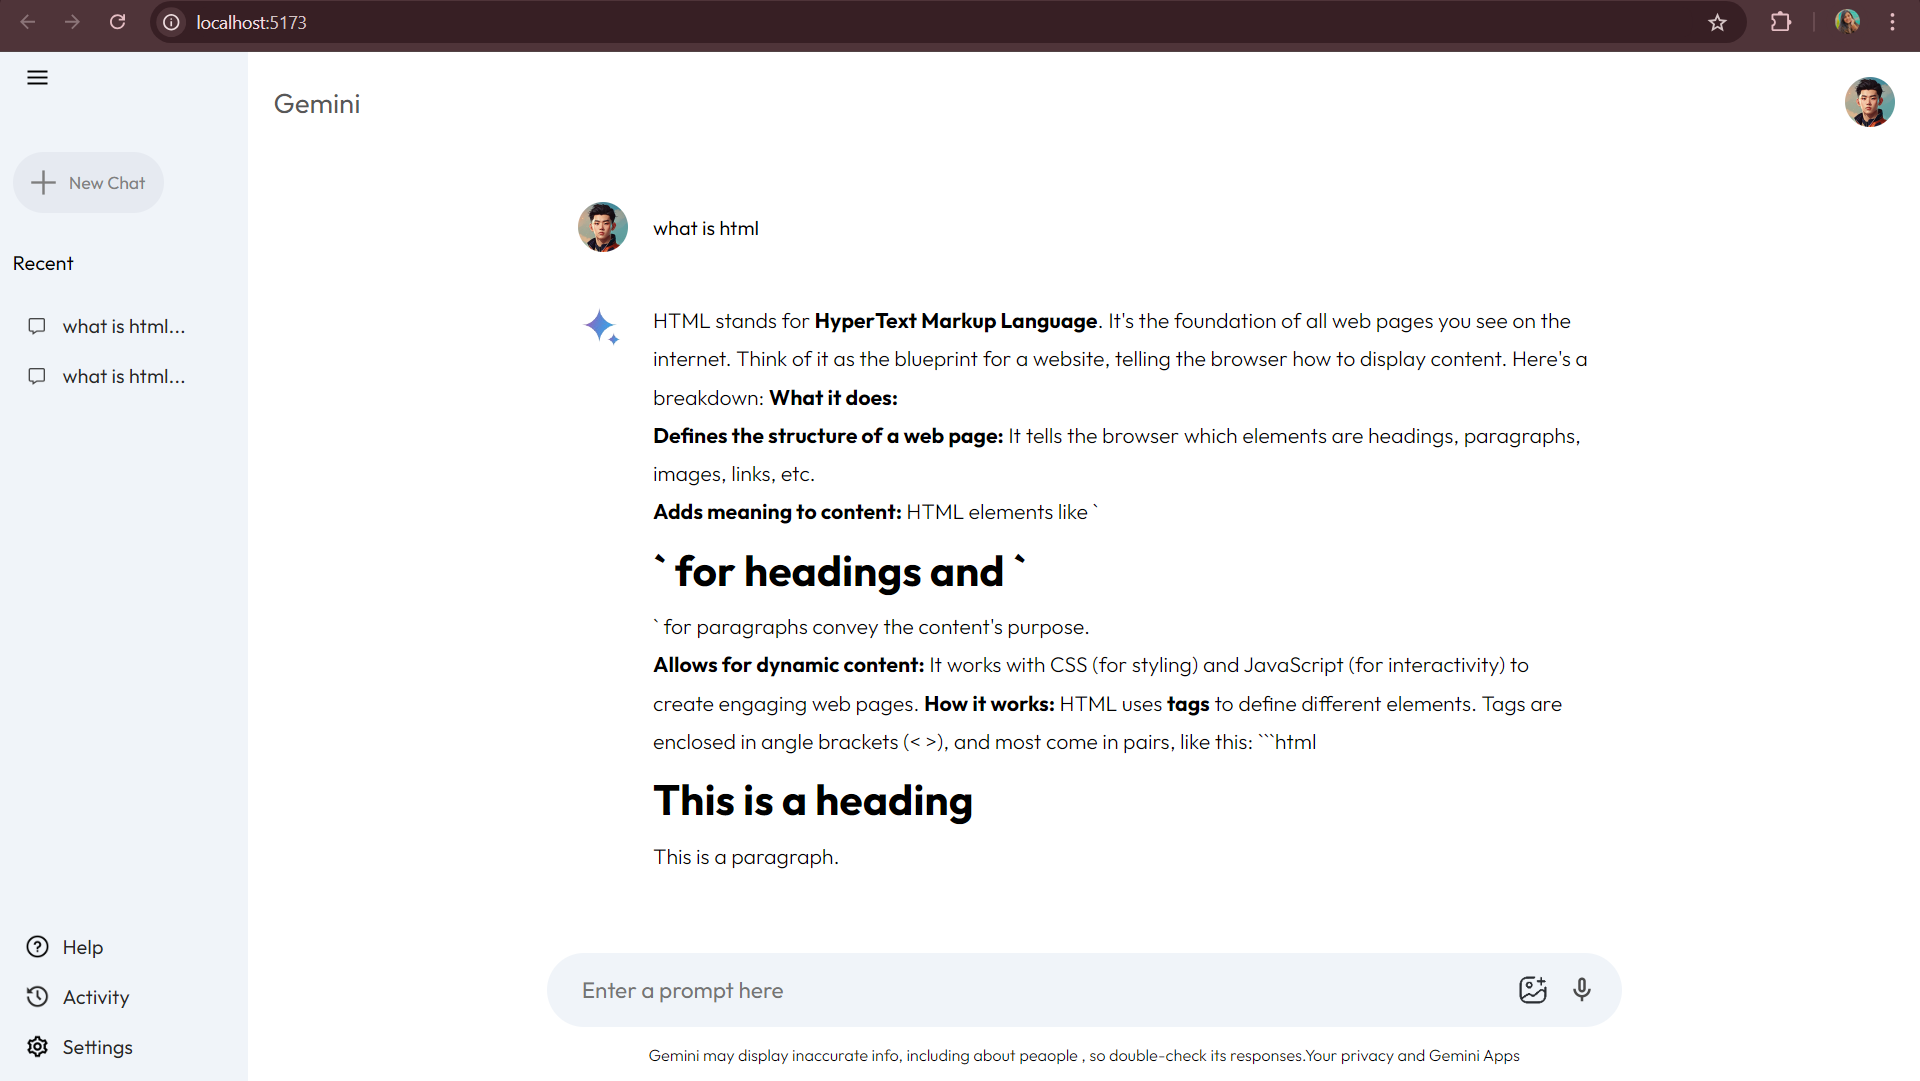 localhost:5173
Gemini
New Chat
Recent
what is html...
what is html...
Help
Activity
Settings
what is html
HTML stands for HyperText Markup Language. It's the foundation of all web pages you see on the
internet. Think of it as the blueprint for a website, telling the browser how to display content. Here's a
breakdown: What it does:
Defines the structure of a web page: It tells the browser which elements are headings, paragraphs,
images, links, etc.
Adds meaning to content: HTML elements like `
` for headings and `
` for paragraphs convey the content's purpose.
Allows for dynamic content: It works with CSS (for styling) and JavaScript (for interactivity) to
create engaging web pages. How it works: HTML uses tags to define different elements. Tags are
enclosed in angle brackets (< >), and most come in pairs, like this: ```html
This is a heading
This is a paragraph.
Enter a prompt here
Gemini may display inaccurate info, including about peaople , so double-check its responses.Your privacy and Gemini Apps